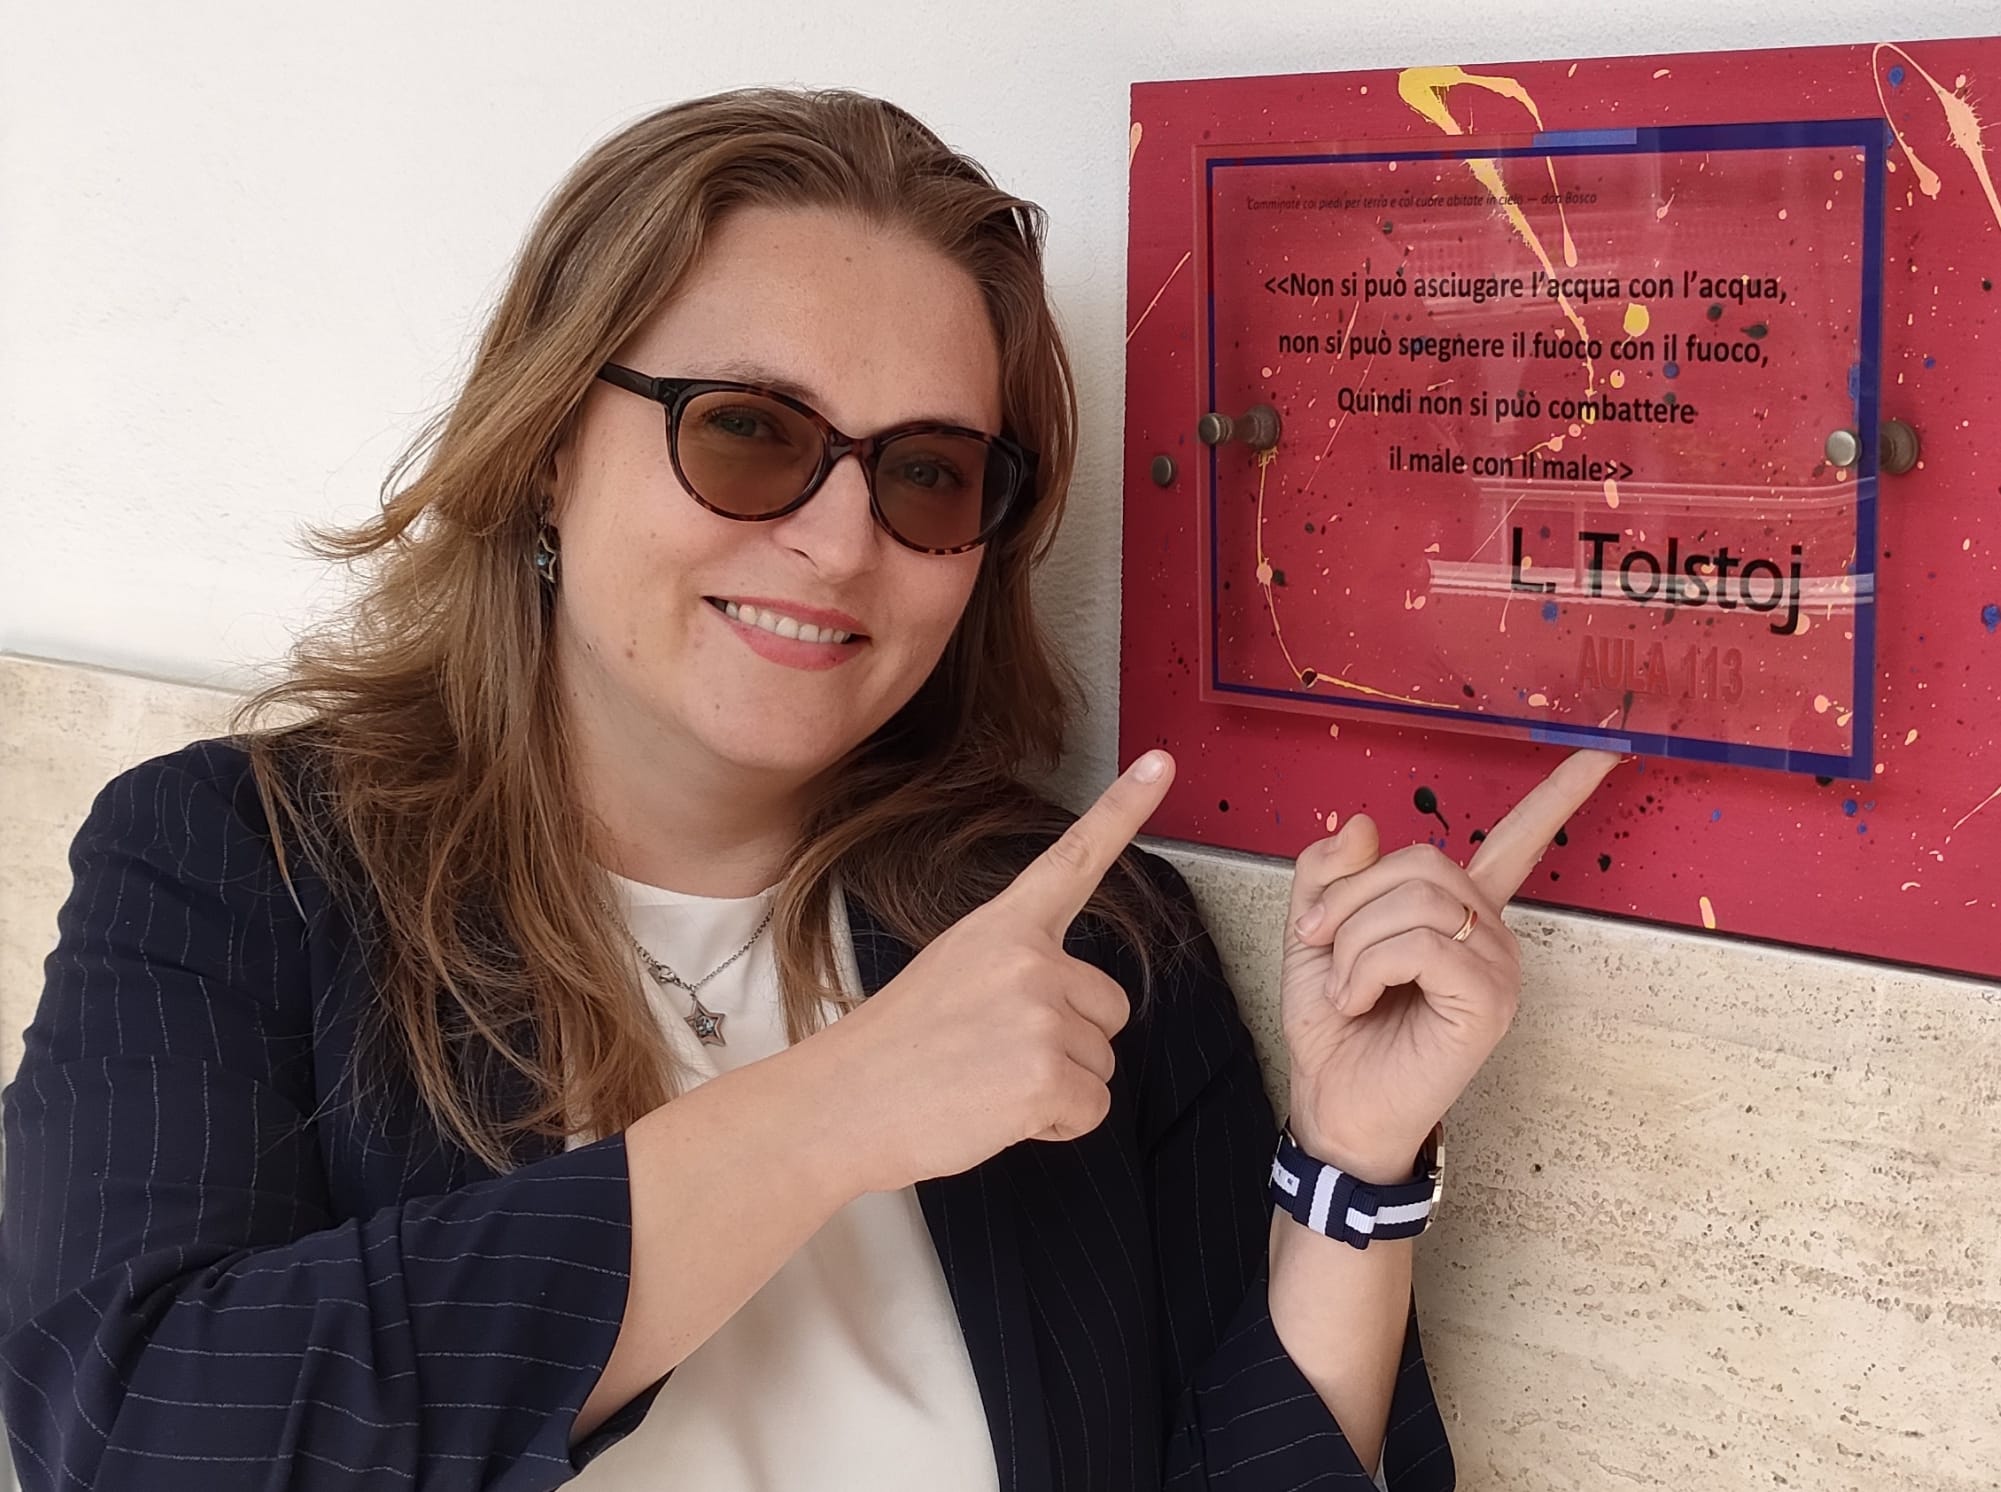 Camminate coi piedi per terra e col cuore abitate in cielo — don Bosco
<<Non si può asciugare l'acqua con l'acqua,
non si può spegnere il fuoco con il fuoco,
Quindi non si può combattere
il male con il male>>
L. Tolstoj
AULA 113